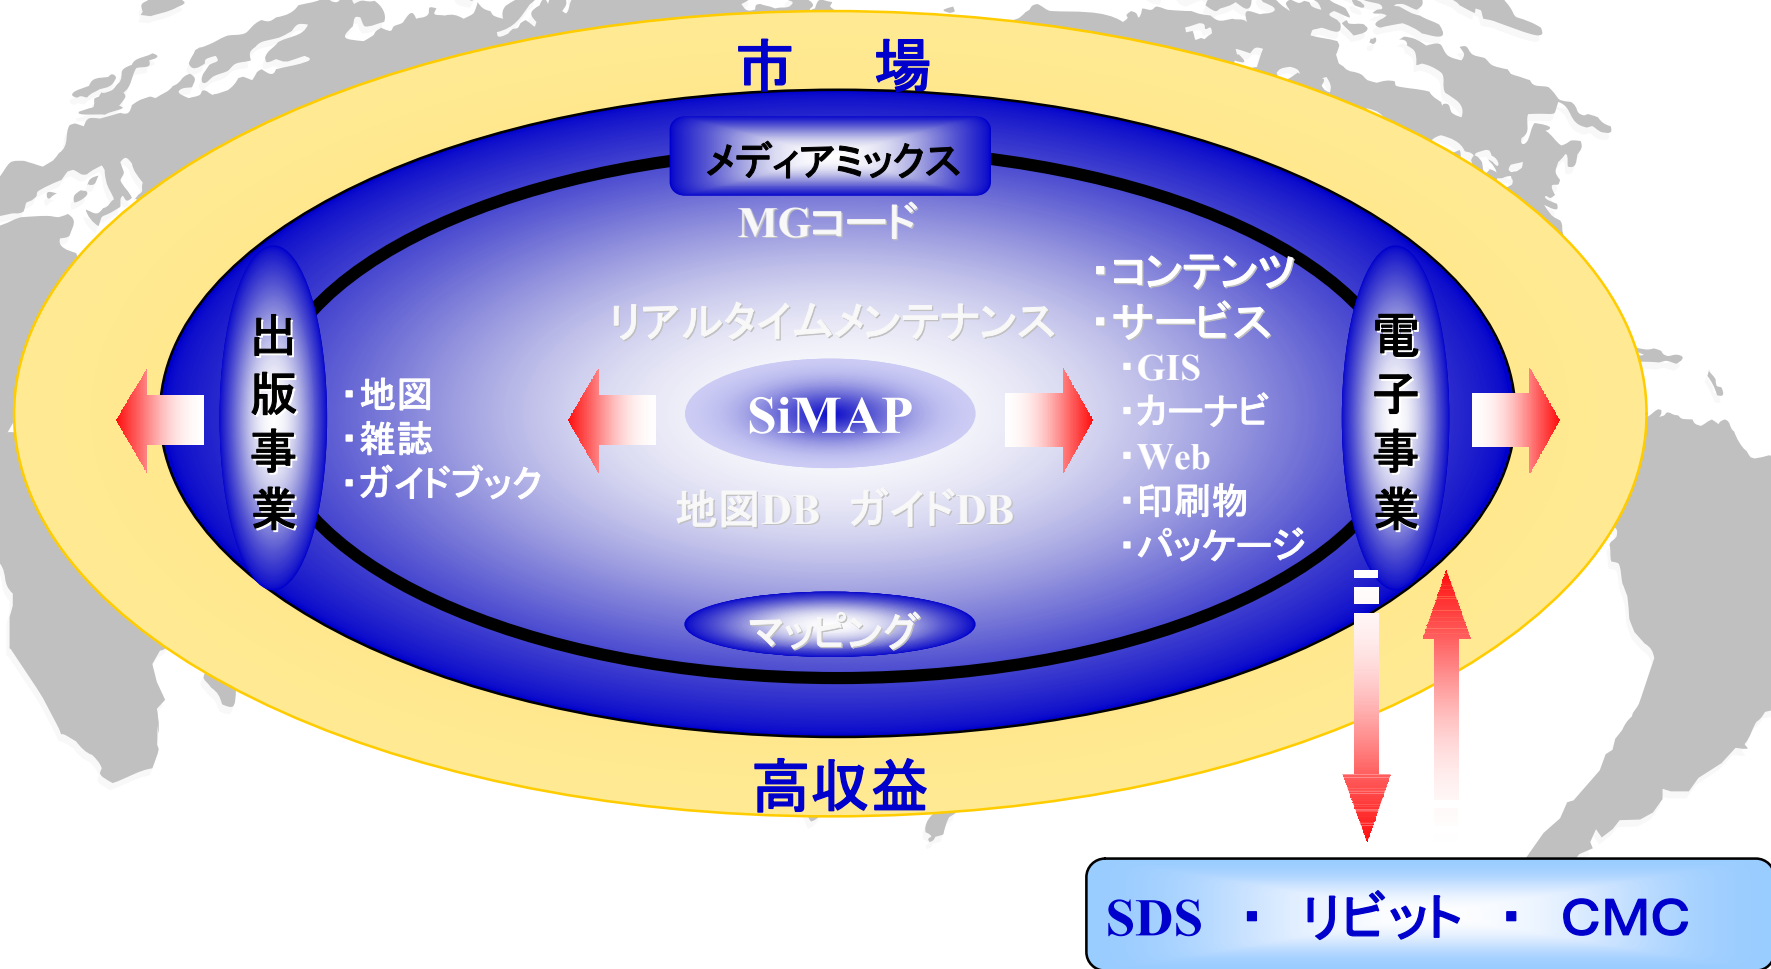 市　場
メディアミックス
MGコード
リアルタイムメンテナンス
SiMAP
地図DB　ガイドDB
マッピング
出版事業
・地図
・雑誌
・ガイドブック
・コンテンツ
・サービス
・GIS
・カーナビ
・Web
・印刷物
・パッケージ
電子事業
高収益
SDS ・ リビット ・ CMC